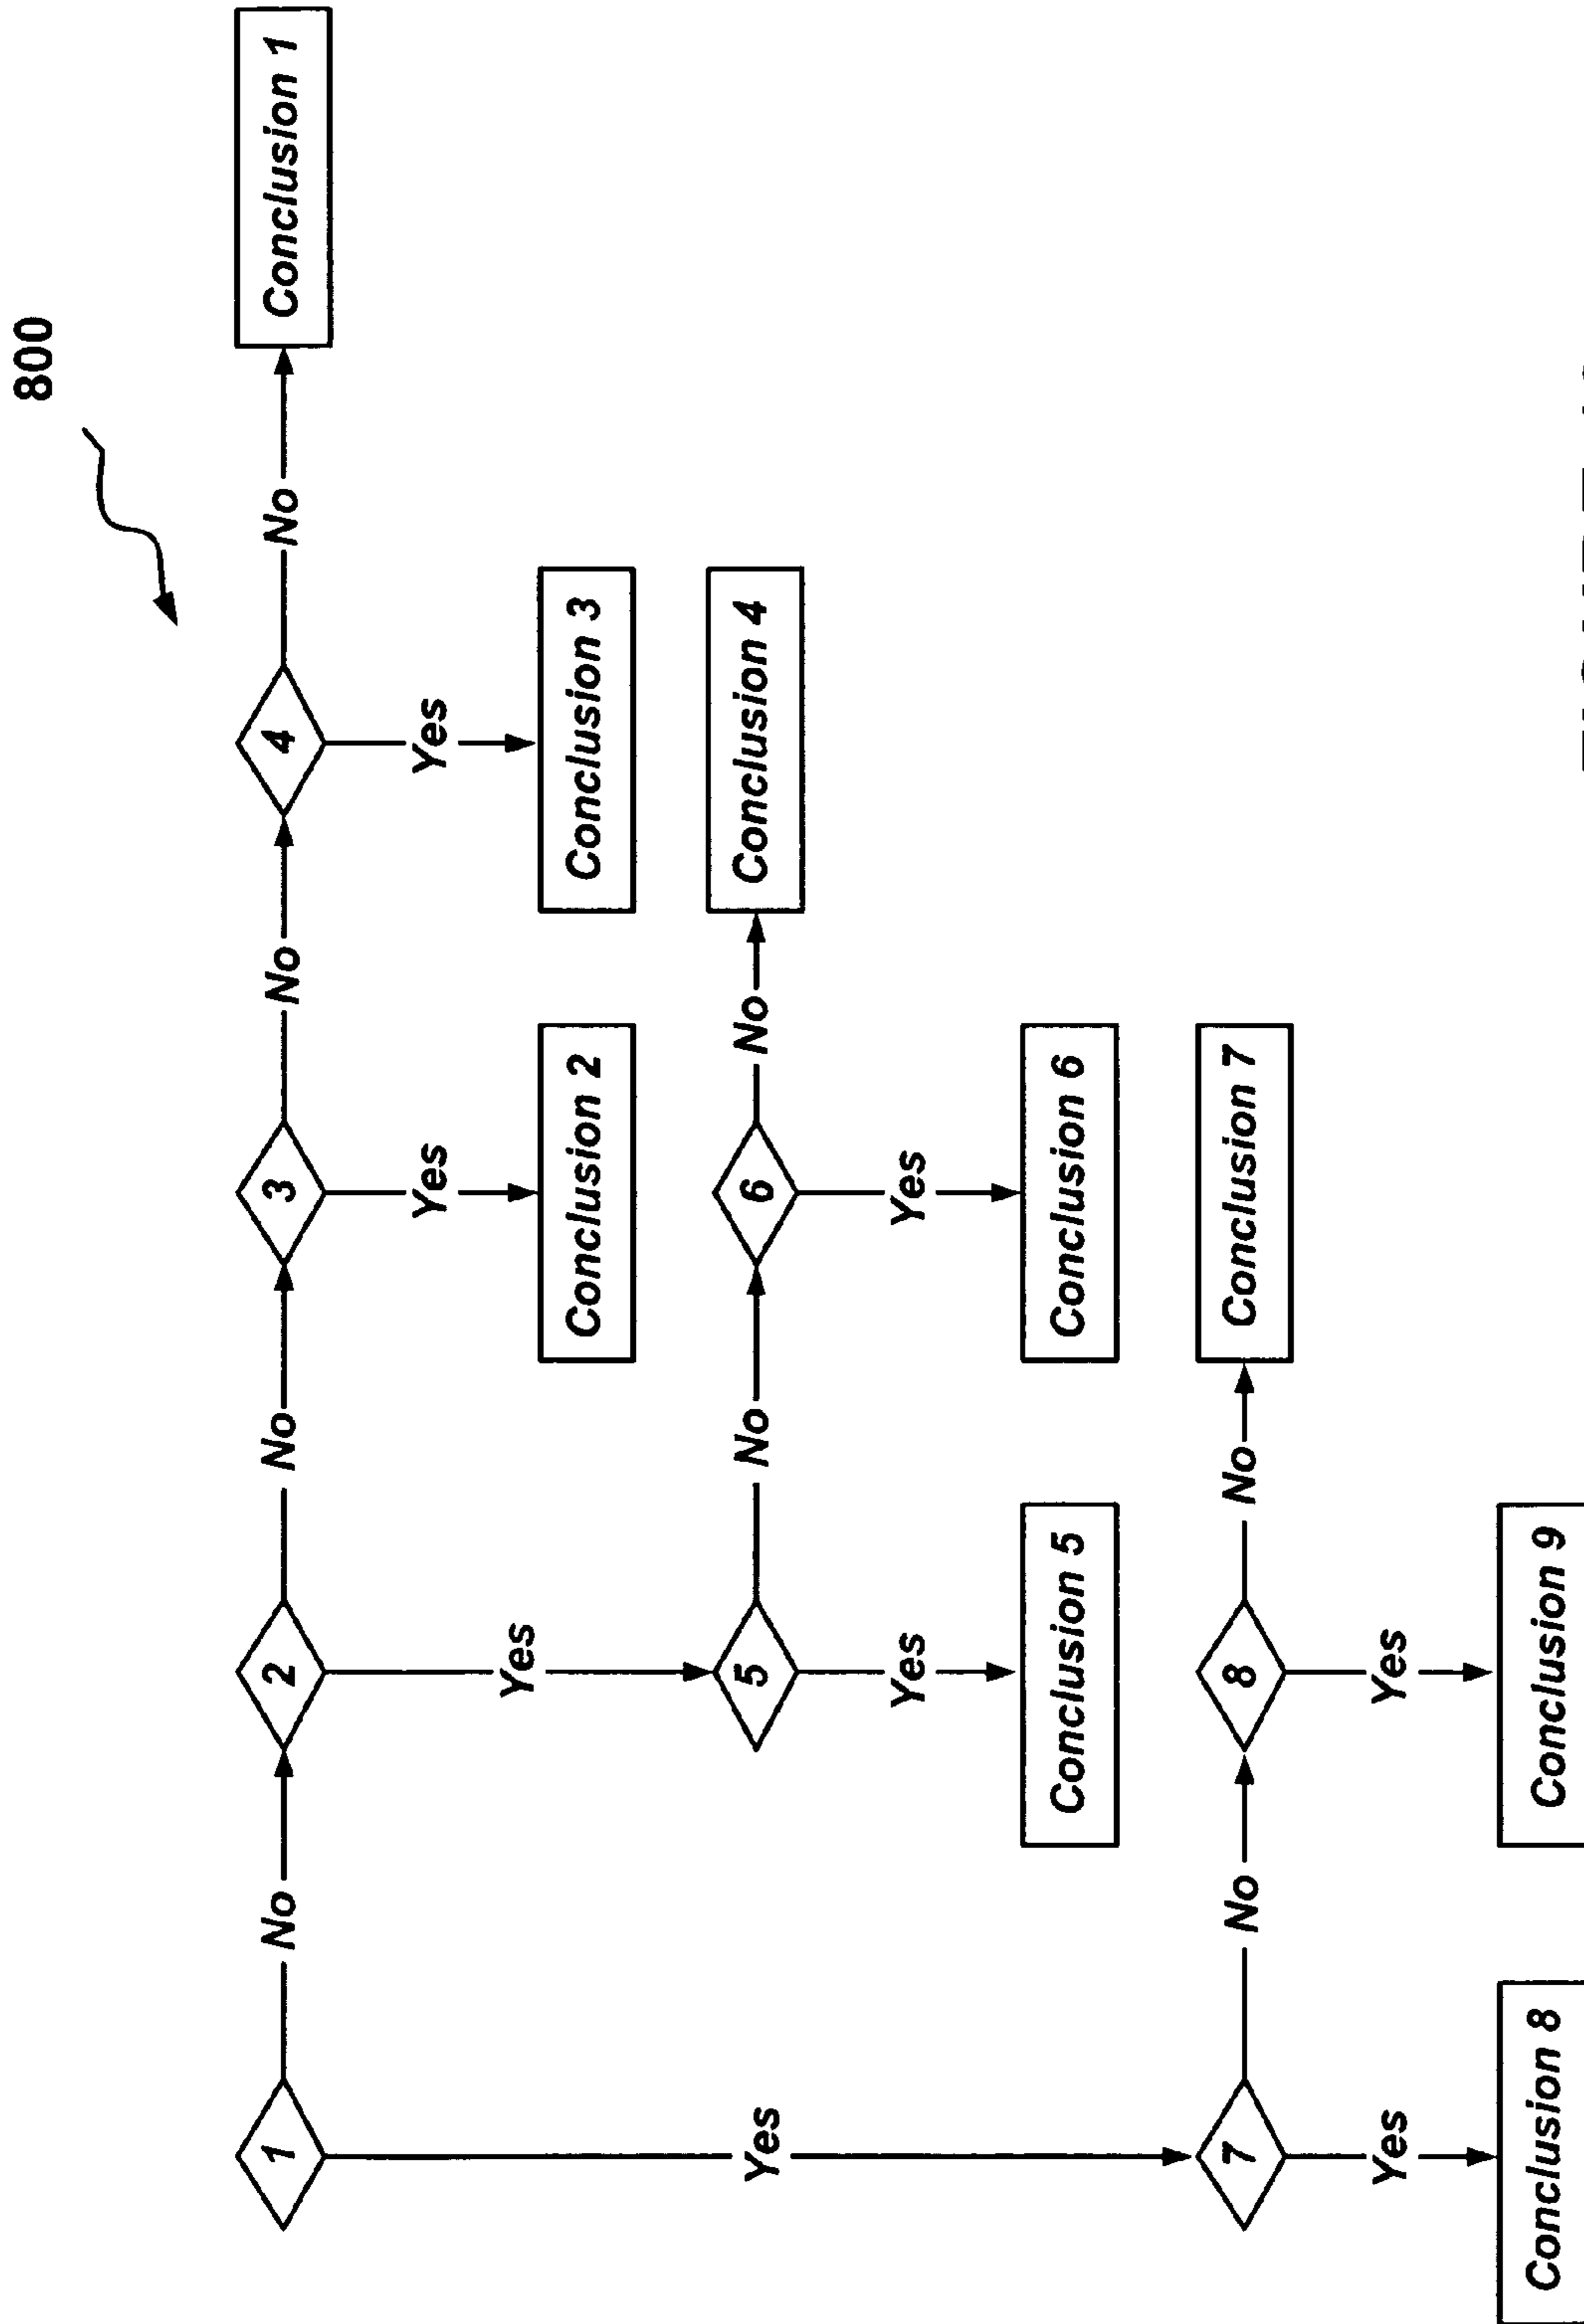 800
1
No
2
No
3
No
4
No
Conclusion 1
Yes
Yes
Yes
Yes
Conclusion 2
Conclusion 3
5
No
6
No
Conclusion 4
Yes
Yes
Conclusion 5
Conclusion 6
7
No
8
No
Conclusion 7
Yes
Yes
Conclusion 8
Conclusion 9